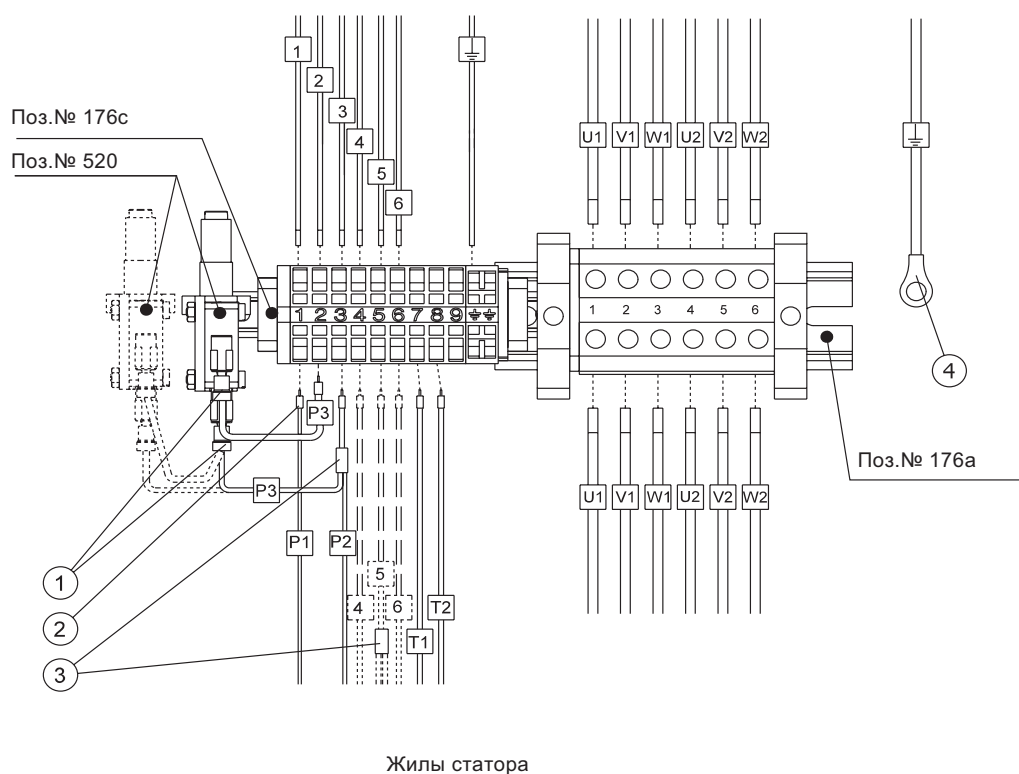 1
2
3
4
5
6
U1 V1 W1 U2 V2 W2
Поз.№ 176c
Поз.№ 520
1 2 3 4 5 6 7 8 9
1 2 3 4 5 6
4
P3
P3
Поз.№ 176a
U1 V1 W1 U2 V2 W2
P1 P2
5
4 6 T2
T1
1
2
3
Жилы статора